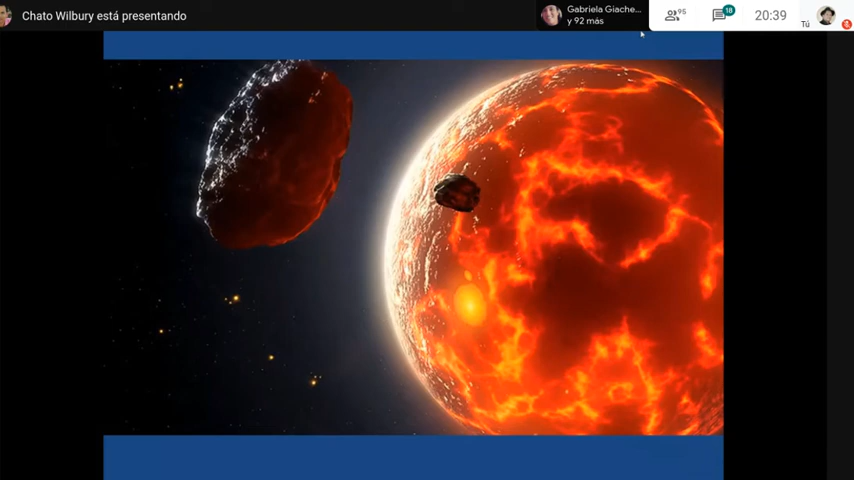 Chato Wilbury está presentando
Gabriela Giache...
y 92 más
95
18
20:39
Tú